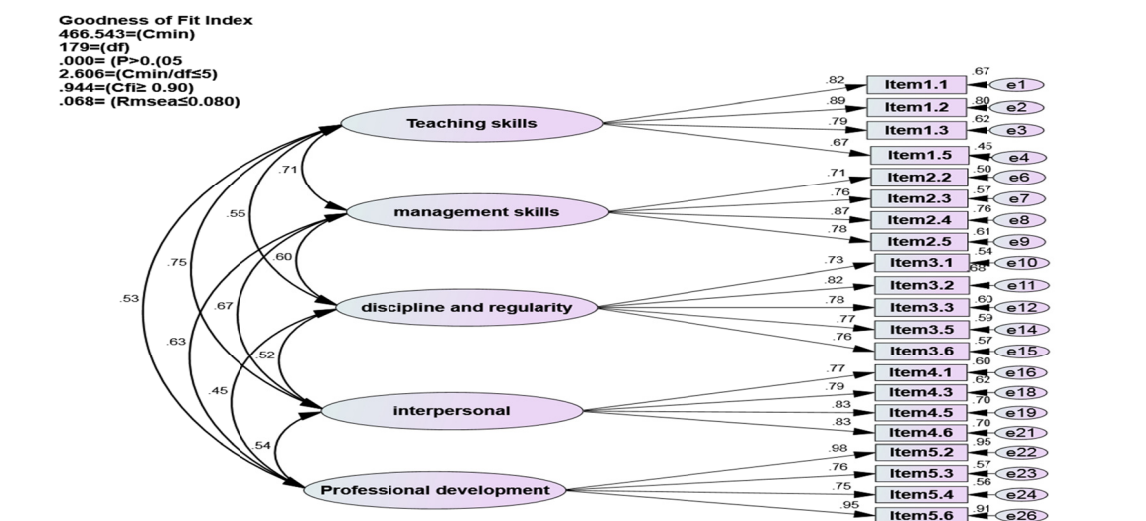 Goodness of Fit Index
466.543=(Cmin)
179=(df)
.000= (P>0.(05
2.606=(Cmin/df≤5)
.944=(Cfi≥ 0.90)
.068= (Rmsea≤0.080)
.82 Item1.1 .67 e1
.89 Item1.2 .80 e2
Teaching skills .79 Item1.3 .62 e3
.67 Item1.5 .45 e4
.71 .71 Item2.2 .50 e6
.76 Item2.3 .57 e7
.55 management skills .87 Item2.4 .76 e8
.78 Item2.5 .61 e9
.75 .60 .73 Item3.1 .54 e10
.82 Item3.2 .68 e11
.53 .67 discipline and regularity .78 Item3.3 .60 e12
.77 Item3.5 .59 e14
.63 .52 .76 Item3.6 .57 e15
.77 Item4.1 .60 e16
.45 .79 Item4.3 .62 e18
interpersonal .83 Item4.5 .70 e19
.83 Item4.6 .70 e21
.54 .98 Item5.2 .95 e22
.76 Item5.3 .57 e23
Professional development .75 Item5.4 .56 e24
.95 Item5.6 .91 e26